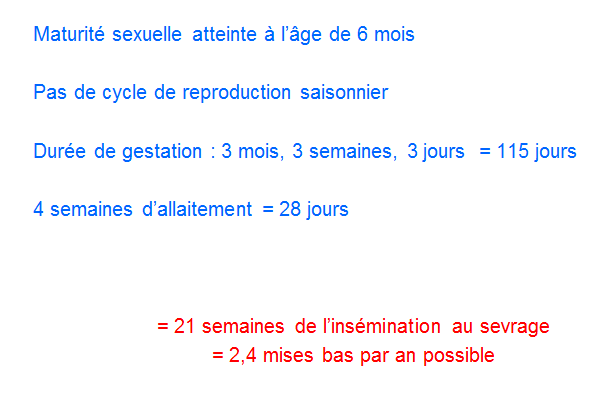 Maturité sexuelle atteinte à l'âge de 6 mois
Pas de cycle de reproduction saisonnier
Durée de gestation : 3 mois, 3 semaines, 3 jours = 115 jours
4 semaines d'allaitement = 28 jours
= 21 semaines de l'insémination au sevrage
= 2,4 mises bas par an possible